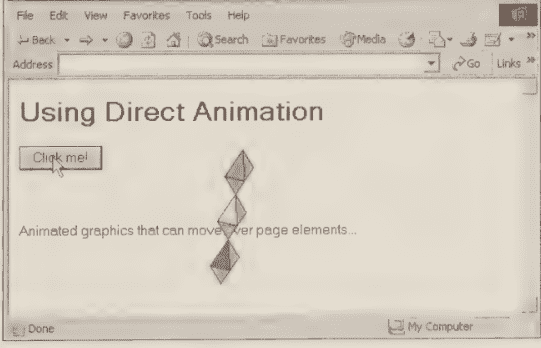 File Edit View Favorites Tools Help
Back Search Favorites Media Go Links »
Address
Using Direct Animation
Click me!
Animated graphics that can move over page elements...
Done My Computer